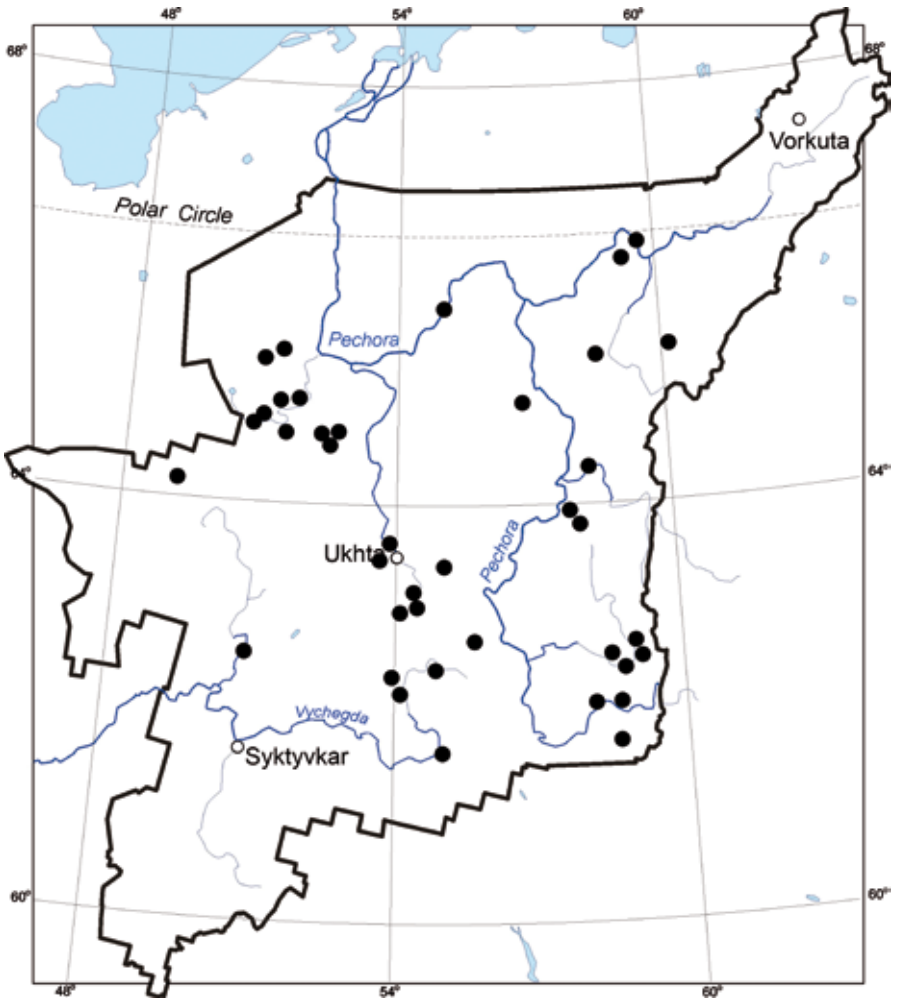 48°
54°
60°
68°
68°
Vorkuta
Polar Circle
Pechora
64°
64°
Ukhta
Pechora
Vychegda
Syktyvkar
60°
60°
48°
54°
60°